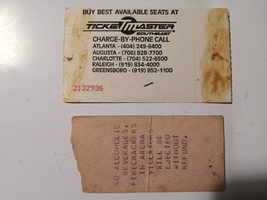 BUY BEST AVAILABLE SEATS AT
TICKETMASTER
SOUTHEAST
CHARGE-BY-PHONE CALL
ATLANTA - (404) 249-6400
AUGUSTA - (706) 828-7700
CHARLOTTE - (704) 522-6500
RALEIGH - (919) 834-4000
GREENSBORO - (919) 852-1100
2132936
NO ALCOHOLIC
BEVERAGES,
FIRECRACKERS
IN ARENA
VIOLATORS
WILL BE
EJECTED
WITHOUT
REFUND.